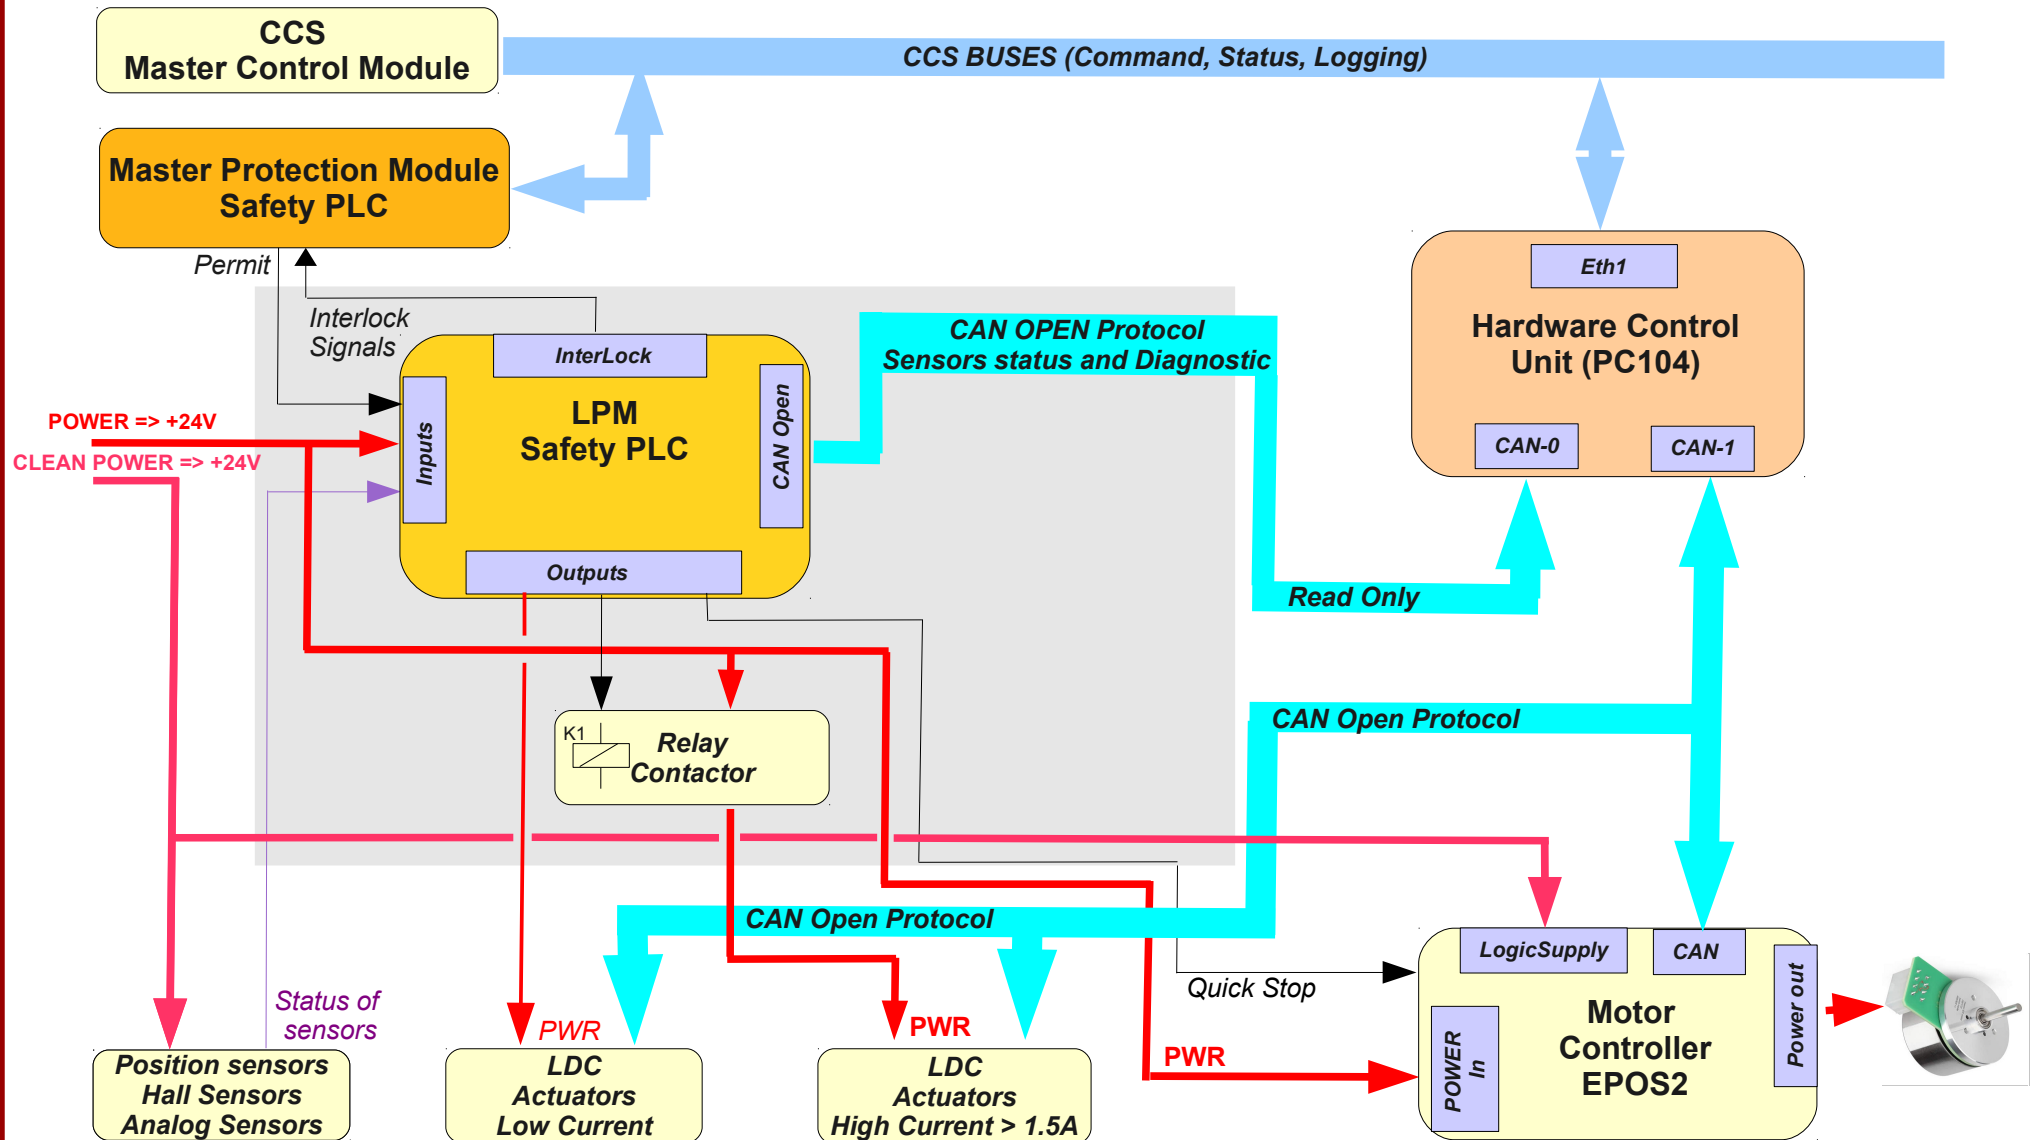 CCS
Master Control Module
CCS BUSES (Command, Status, Logging)
Master Protection Module
Safety PLC
Permit
Interlock
Signals
InterLock
CAN OPEN Protocol
Sensors status and Diagnostic
Eth1
Hardware Control
Unit (PC104)
CAN-0
CAN-1
POWER => +24V
CLEAN POWER => +24V
Inputs
LPM
Safety PLC
CAN Open
Outputs
Read Only
K1
Relay
Contactor
CAN Open Protocol
CAN Open Protocol
LogicSupply
CAN
Power out
Quick Stop
Status of
sensors
PWR
PWR
PWR
POWER
In
Motor
Controller
EPOS2
Position sensors
Hall Sensors
Analog Sensors
LDC
Actuators
Low Current
LDC
Actuators
High Current > 1.5A